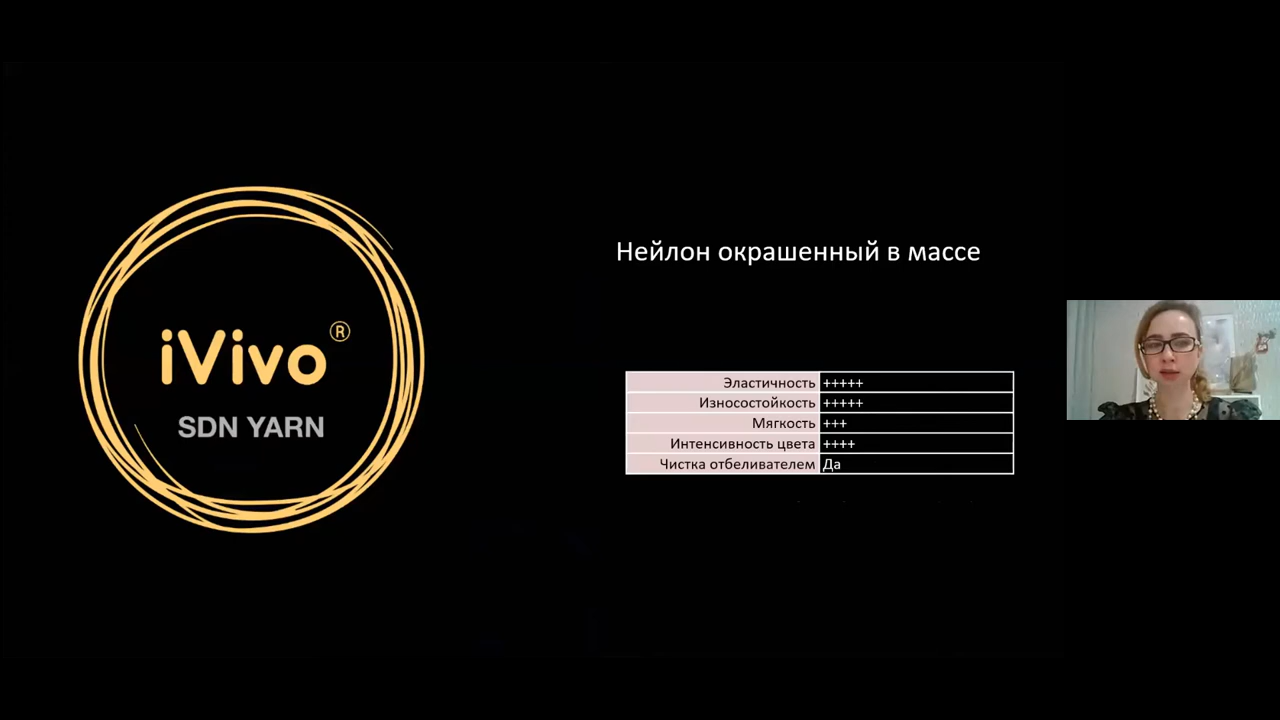 iVivo®
SDN YARN
Нейлон окрашенный в массе
Эластичность +++++
Износостойкость +++++
Мягкость +++
Интенсивность цвета ++++
Чистка отбеливателем Да